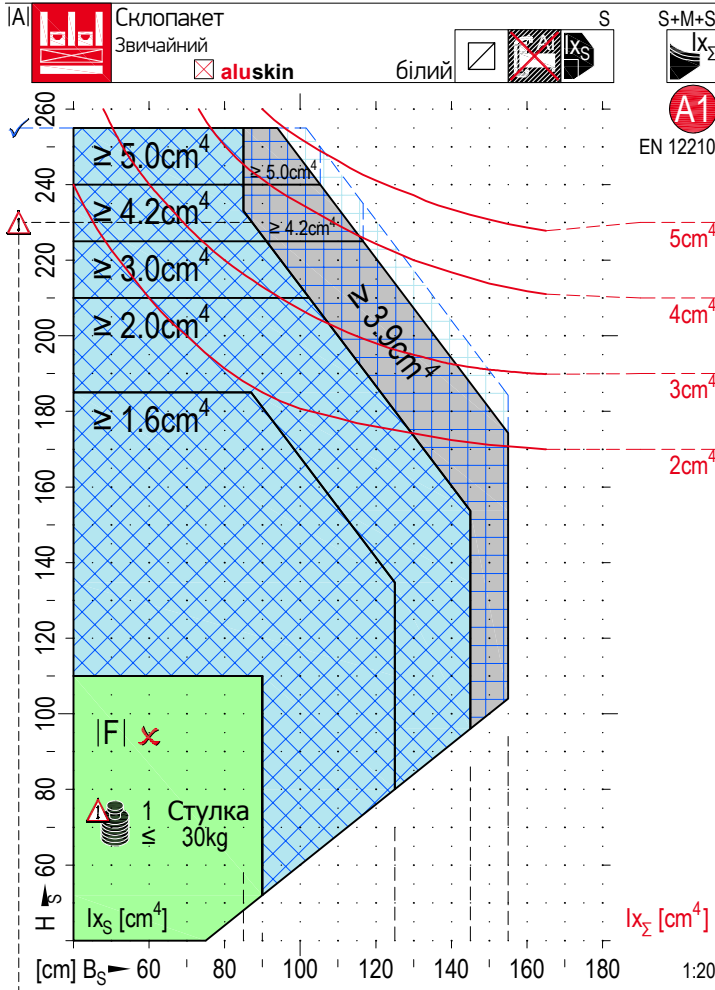 |A| Склопакет S S+M+S
Звичайний
aluskin білий Al Ix_S Ix_Σ
A1
EN 12210
260
≥ 5.0cm⁴ ≥ 5.0cm⁴
240
≥ 4.2cm⁴ ≥ 4.2cm⁴
5cm⁴
220
≥ 3.0cm⁴
4cm⁴
200 ≥ 2.0cm⁴ ≥ 3.9cm⁴
3cm⁴
180 ≥ 1.6cm⁴
2cm⁴
160
140
120
100
|F|
80
1 Стулка
≤ 30kg
60
H_S Ix_S [cm⁴] Ix_Σ [cm⁴]
[cm] B_S 60 80 100 120 140 160 180 1:20